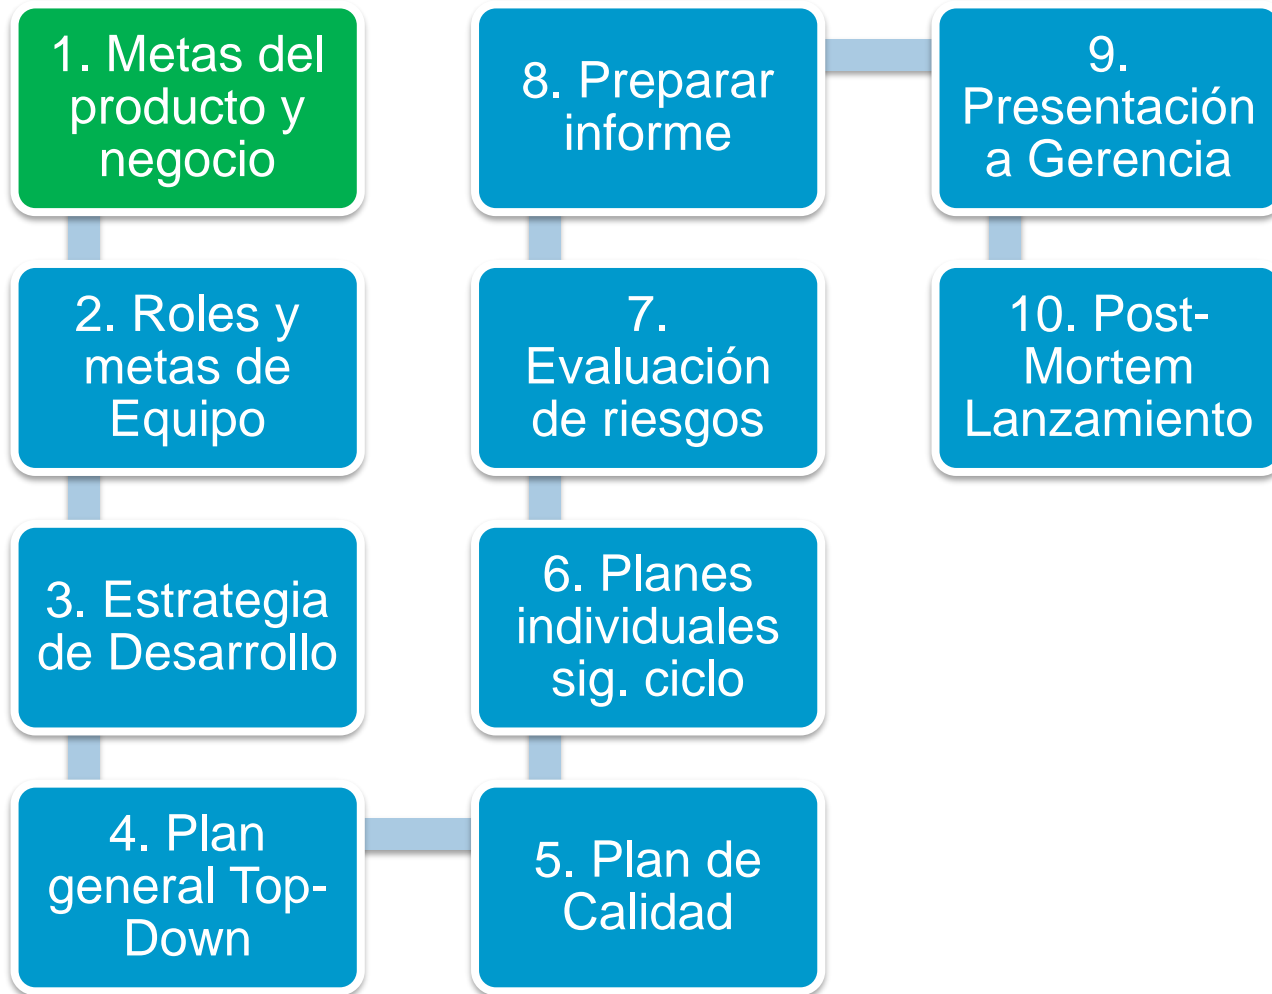 1. Metas del
producto y
negocio
2. Roles y
metas de
Equipo
3. Estrategia
de Desarrollo
4. Plan
general Top-
Down
5. Plan de
Calidad
6. Planes
individuales
sig. ciclo
7.
Evaluación
de riesgos
8. Preparar
informe
9.
Presentación
a Gerencia
10. Post-
Mortem
Lanzamiento